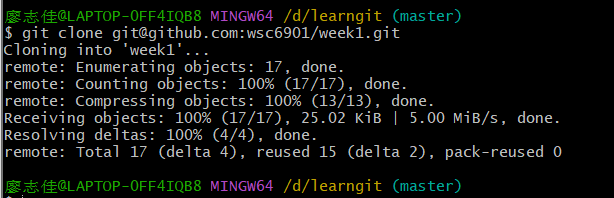 廖志佳@LAPTOP-0FF4IQB8 MINGW64 /d/learngit (master)
$ git clone git@github.com:wsc6901/week1.git
Cloning into 'week1'...
remote: Enumerating objects: 17, done.
remote: Counting objects: 100% (17/17), done.
remote: Compressing objects: 100% (13/13), done.
Receiving objects: 100% (17/17), 25.02 KiB | 5.00 MiB/s, done.
Resolving deltas: 100% (4/4), done.
remote: Total 17 (delta 4), reused 15 (delta 2), pack-reused 0
廖志佳@LAPTOP-0FF4IQB8 MINGW64 /d/learngit (master)